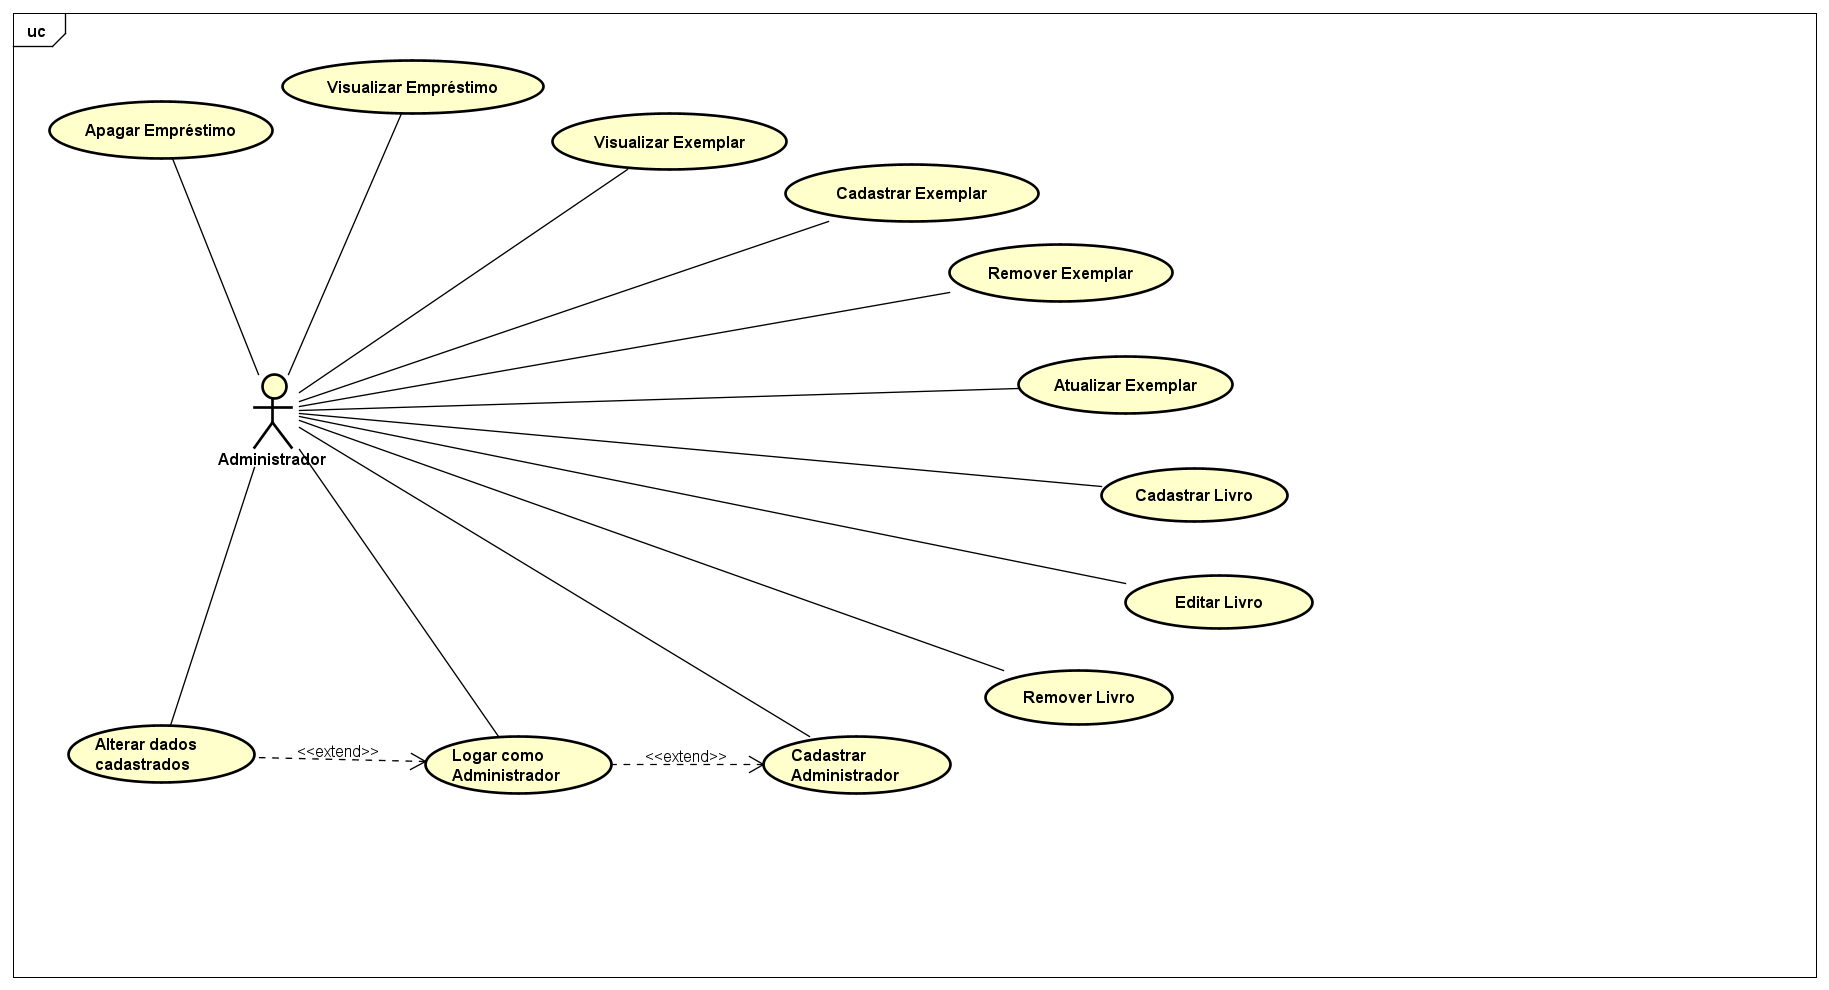 uc
Visualizar Empréstimo
Apagar Empréstimo
Visualizar Exemplar
Cadastrar Exemplar
Remover Exemplar
Atualizar Exemplar
Administrador
Cadastrar Livro
Editar Livro
Remover Livro
Alterar dados
cadastrados
<<extend>>
Logar como
Administrador
<<extend>>
Cadastrar
Administrador